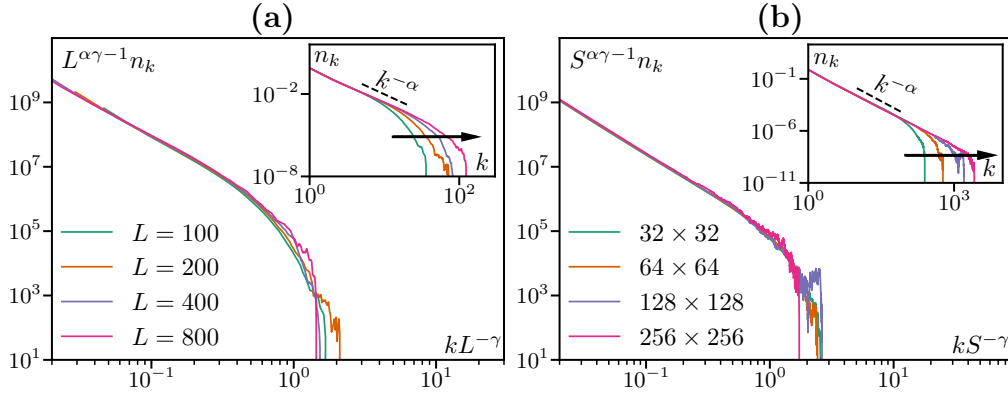 (a)
L^{αγ−1}n_k
10^9
10^7
10^5
10^3
10^1
10^{−1}
10^0
10^1
kL^{−γ}
L = 100
L = 200
L = 400
L = 800
n_k
k^{−α}
10^{−2}
10^{−8}
10^0
10^2
k
(b)
S^{αγ−1}n_k
10^9
10^7
10^5
10^3
10^1
10^{−1}
10^0
10^1
kS^{−γ}
32 × 32
64 × 64
128 × 128
256 × 256
n_k
k^{−α}
10^{−1}
10^{−6}
10^{−11}
10^0
10^3
k